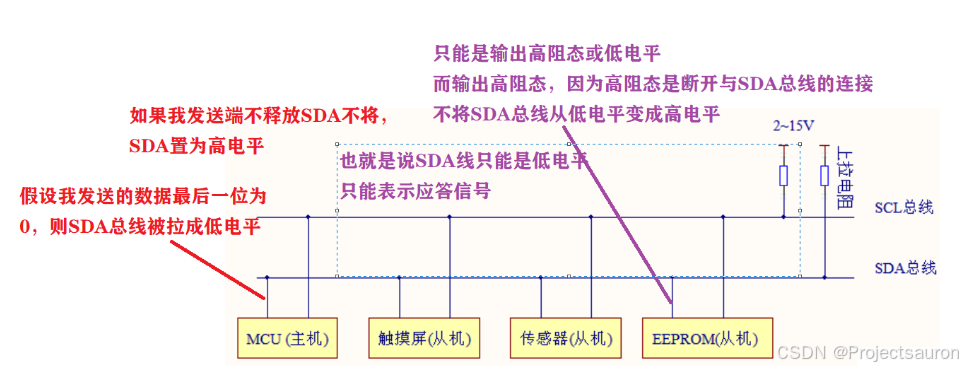 只能是输出高阻态或低电平
而输出高阻态，因为高阻态是断开与SDA总线的连接
不将SDA总线从低电平变成高电平
如果我发送端不释放SDA不将，
SDA置为高电平
2~15V
也就是说SDA线只能是低电平
只能表示应答信号
上拉电阻
假设我发送的数据最后一位为
0，则SDA总线被拉成低电平
SCL总线
SDA总线
MCU (主机)
触摸屏(从机)
传感器(从机)
EEPROM(从机)
CSDN @Projectsauron